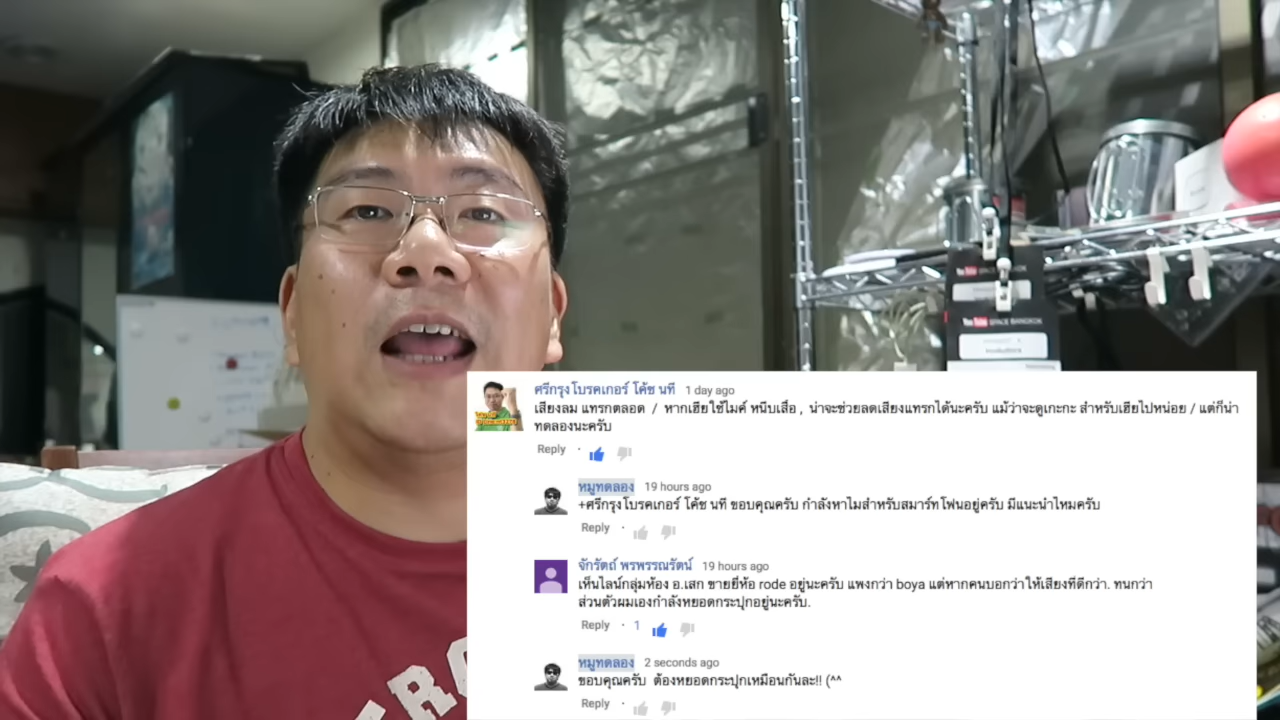 ศรีกรุงโบรคเกอร์ โค้ช นที 1 day ago
เสียงลม แทรกตลอด / หากเฮียใช้ไมค์ หนีบเสื้อ , น่าจะช่วยลดเสียงแทรกได้นะครับ แม้ว่าจะดูเกะกะ สำหรับเฮียไปหน่อย / แต่ก็น่า
ทดลองนะครับ
Reply ·
หมูทดลอง 19 hours ago
+ศรีกรุงโบรคเกอร์ โค้ช นที ขอบคุณครับ กำลังหาไมสำหรับสมาร์ทโฟนอยู่ครับ มีแนะนำไหมครับ
Reply ·
จักรัตถ์ พรพรรณรัตน์ 19 hours ago
เห็นไลน์กลุ่มห้อง อ.เสก ขายยี่ห้อ rode อยู่นะครับ แพงกว่า boya แต่หากคนบอกว่าให้เสียงที่ดีกว่า. ทนกว่า
ส่วนตัวผมเองกำลังหยอดกระปุกอยู่นะครับ.
Reply · 1
หมูทดลอง 2 seconds ago
ขอบคุณครับ ต้องหยอดกระปุกเหมือนกันละ!! (^^
Reply ·
YouTube SPACE BANGKOK